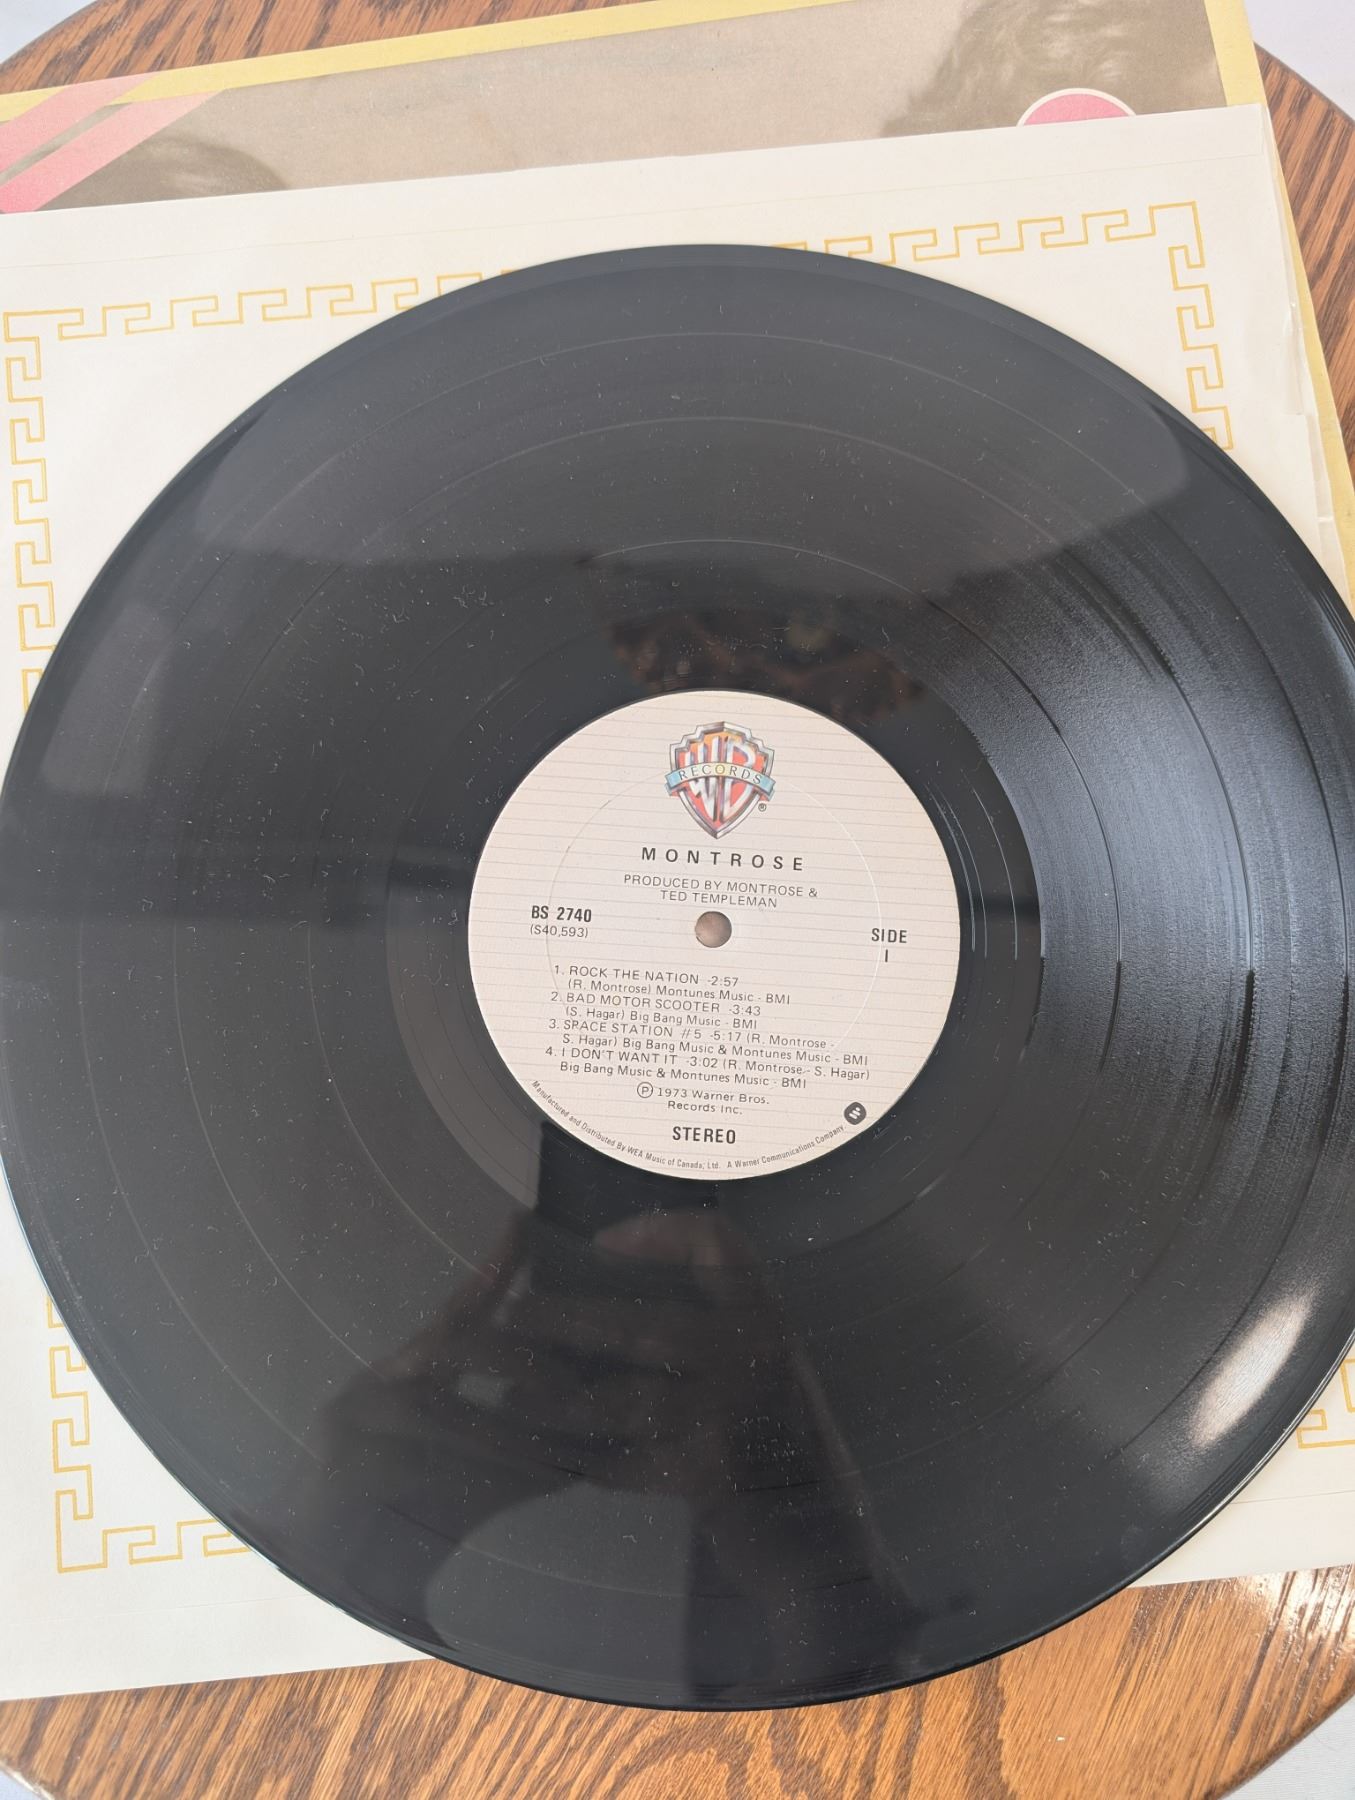 WB
RECORDS
®
MONTROSE
PRODUCED BY MONTROSE &
TED TEMPLEMAN
BS 2740
(S40,593)
SIDE
1
1. ROCK THE NATION -2:57
(R. Montrose) Montunes Music - BMI
2. BAD MOTOR SCOOTER -3:43
(S. Hagar) Big Bang Music - BMI
3. SPACE STATION #5 -5:17 (R. Montrose -
S. Hagar) Big Bang Music & Montunes Music - BMI
4. I DON'T WANT IT -3:02 (R. Montrose - S. Hagar)
Big Bang Music & Montunes Music - BMI
℗ 1973 Warner Bros.
Records Inc.
STEREO
Manufactured and Distributed By WEA Music of Canada, Ltd. A Warner Communications Company